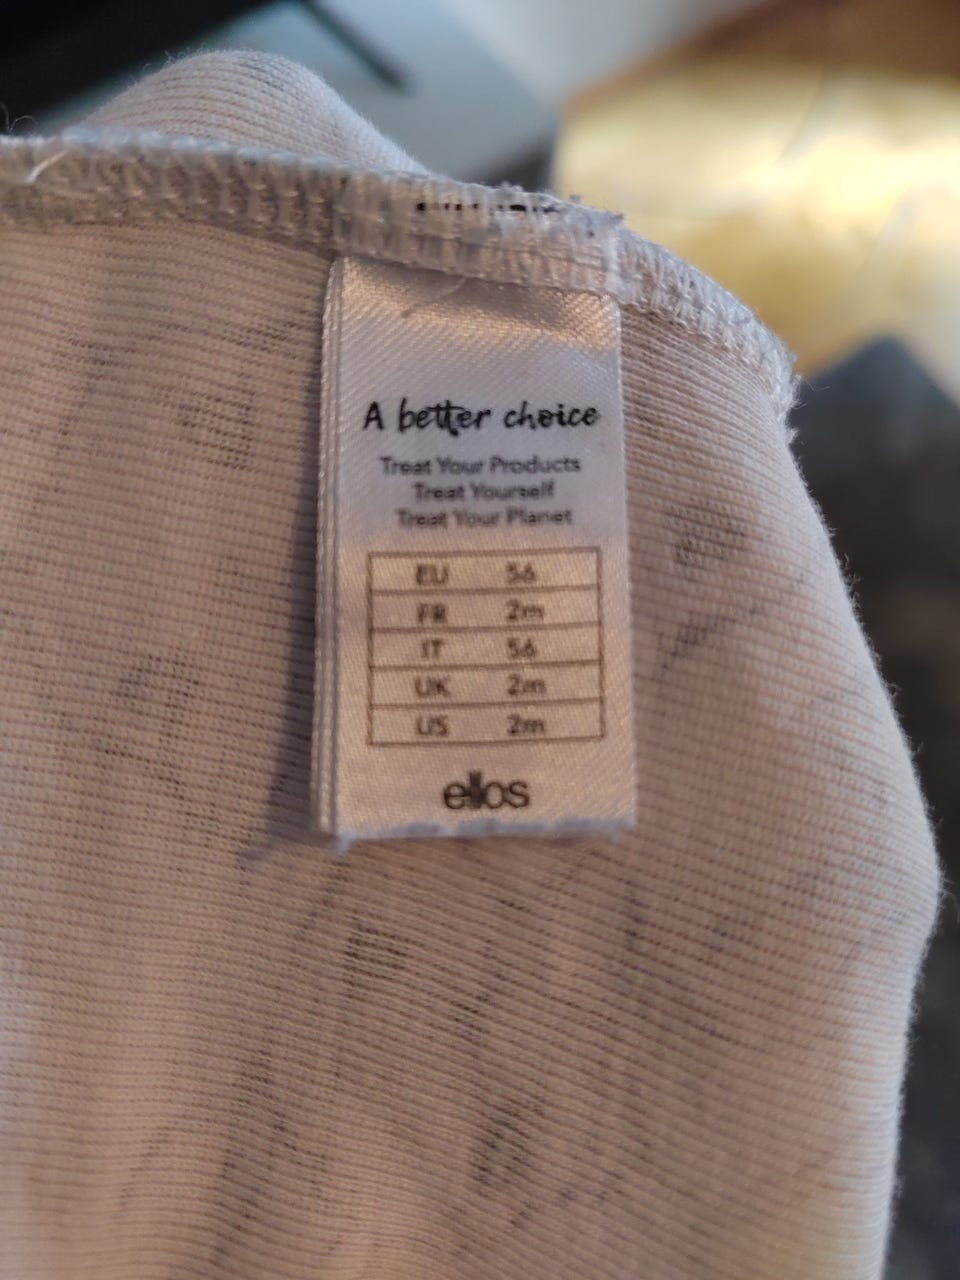 A better choice
Treat Your Products
Treat Yourself
Treat Your Planet
EU 56
FR 2m
IT 56
UK 2m
US 2m
ellos